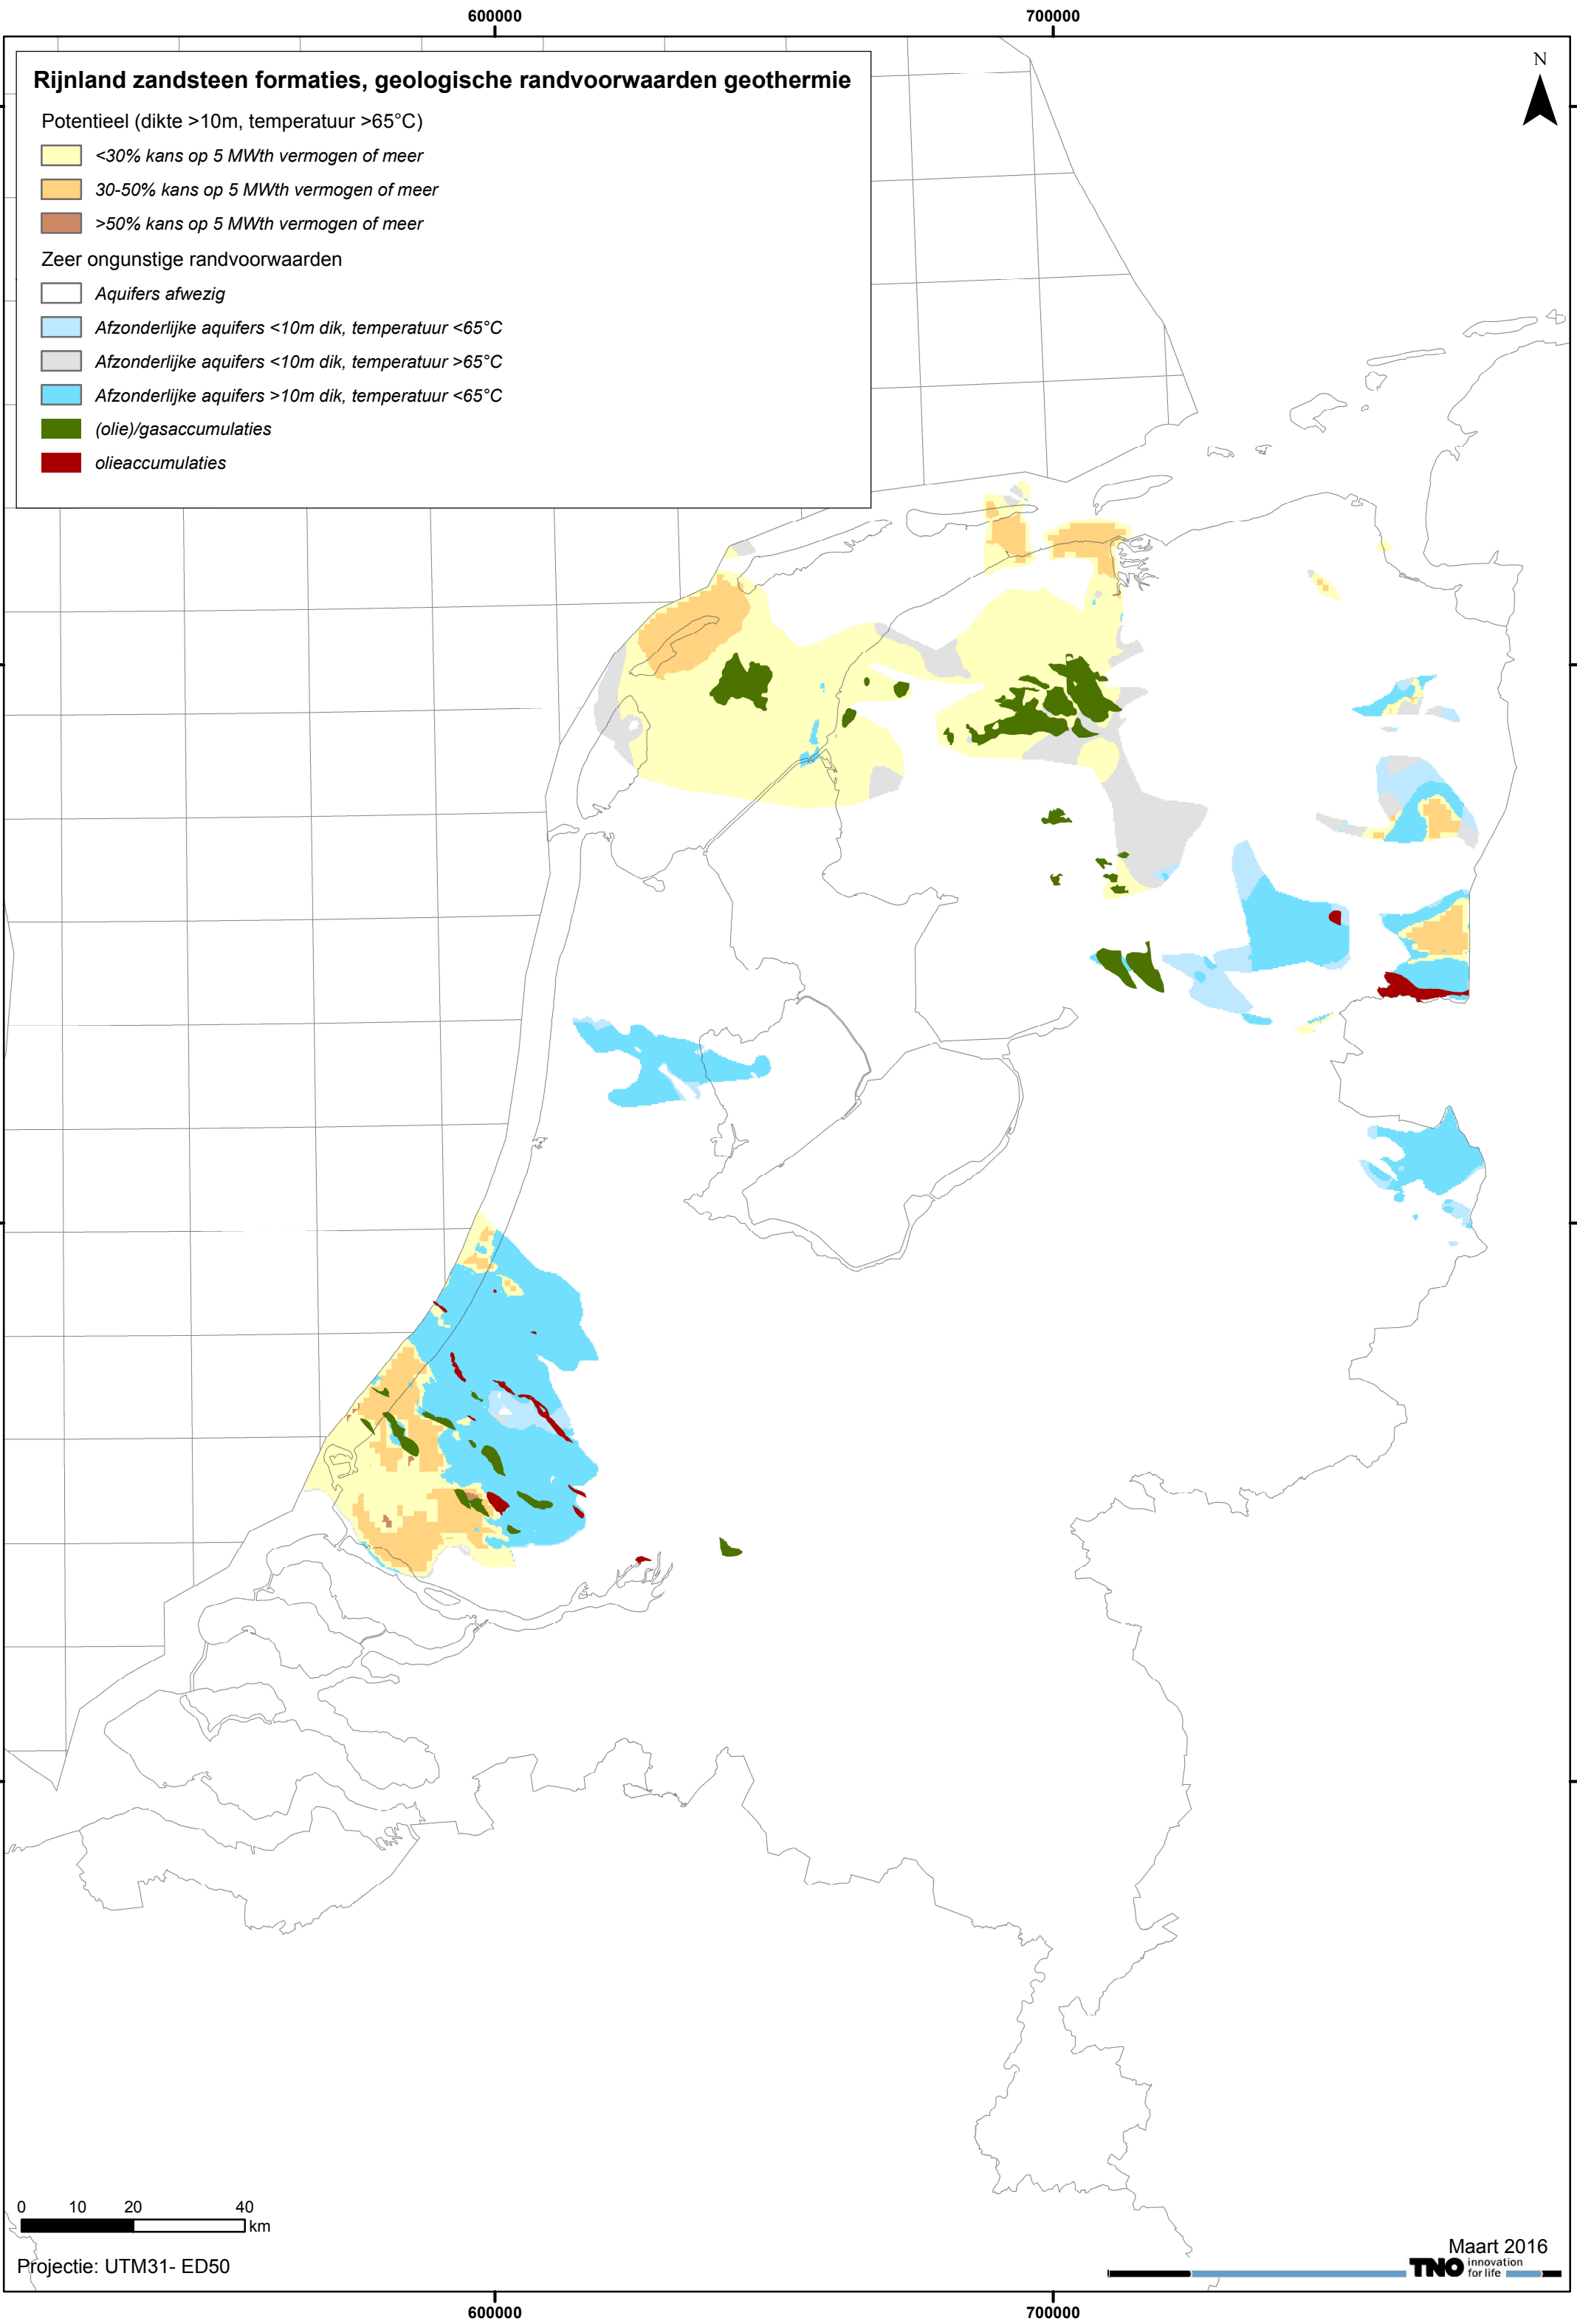 600000
700000
Rijnland zandsteen formaties, geologische randvoorwaarden geothermie
N
Potentieel (dikte >10m, temperatuur >65°C)
<30% kans op 5 MWth vermogen of meer
30-50% kans op 5 MWth vermogen of meer
>50% kans op 5 MWth vermogen of meer
Zeer ongunstige randvoorwaarden
Aquifers afwezig
Afzonderlijke aquifers <10m dik, temperatuur <65°C
Afzonderlijke aquifers <10m dik, temperatuur >65°C
Afzonderlijke aquifers >10m dik, temperatuur <65°C
(olie)/gasaccumulaties
olieaccumulaties
0 10 20 40
km
Projectie: UTM31- ED50
Maart 2016
TNO innovation
for life
600000
700000